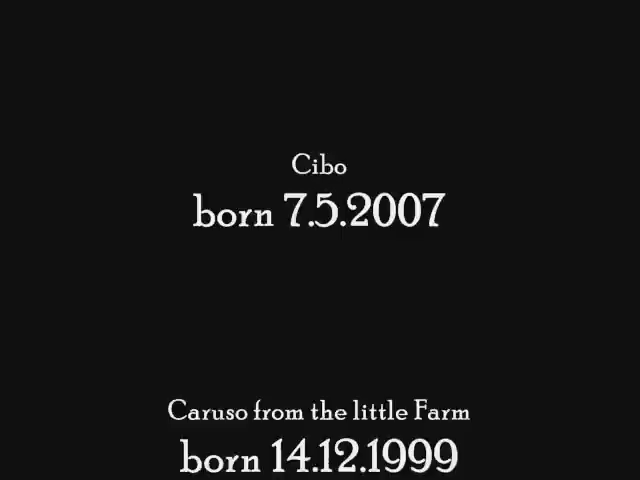 Cibo
born 7.5.2007
Caruso from the little Farm
born 14.12.1999